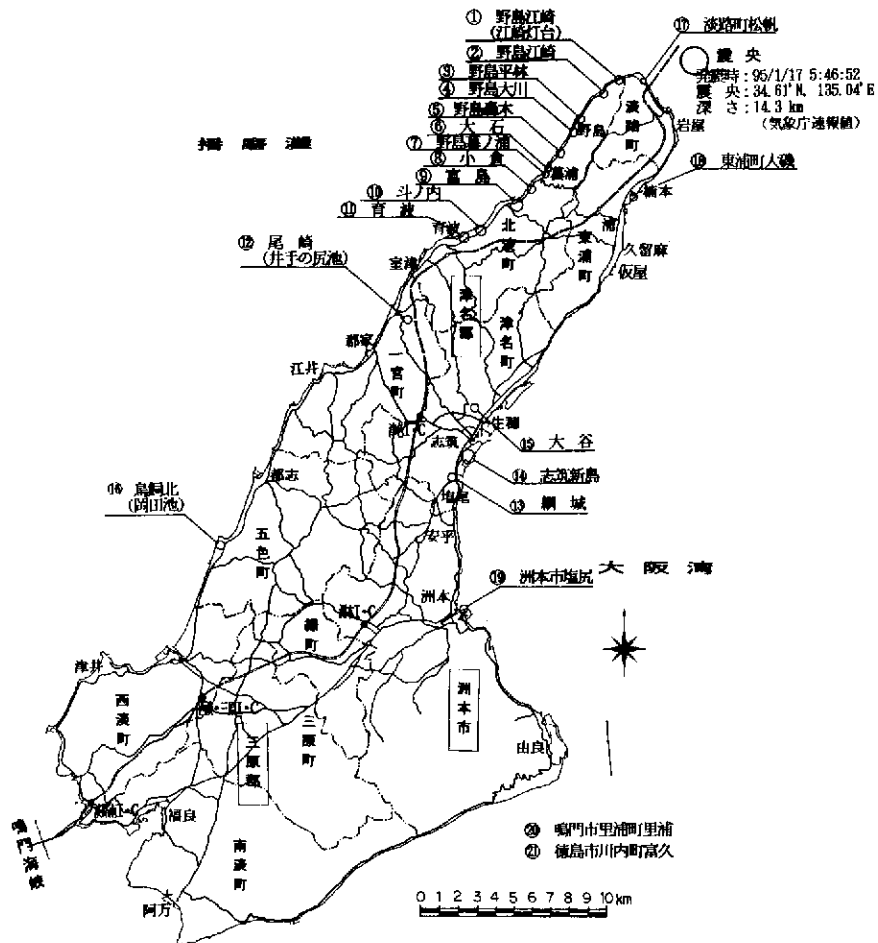 ① 野島江崎
(江崎灯台)
② 野島江崎
③ 野島平林
④ 野島大川
⑤ 野島蟇木
⑥ 大石
⑦ 野島蟇ノ浦
⑧ 小倉
⑨ 富島
⑩ 斗ノ内
⑪ 育波
⑫ 尾崎
(井手の尻池)
⑰ 淡路町松帆
震央
発震時:95/1/17 5:46:52
震央:34.61°N, 135.04°E
深さ:14.3 km
(気象庁速報値)
播磨灘
野島
淡路町
岩屋
⑱ 東浦町大磯
楠本
浦
北淡町
東浦町
久留麻
仮屋
育波
室津
津名郡
津名町
郡家
江井
一宮町
生穂
志筑
⑮ 大谷
⑭ 志筑新島
⑬ 網城
塩尾
都志
⑯ 鳥飼北
(岡田池)
五色町
安平
洲本
⑲ 洲本市塩尻
大阪湾
緑町
津井
西淡町
三原町
三原郡
洲本市
由良
福良
南淡町
阿万
⑳ 鳴門市里浦町里浦
㉑ 徳島市川内町富久
0 1 2 3 4 5 6 7 8 9 10 km